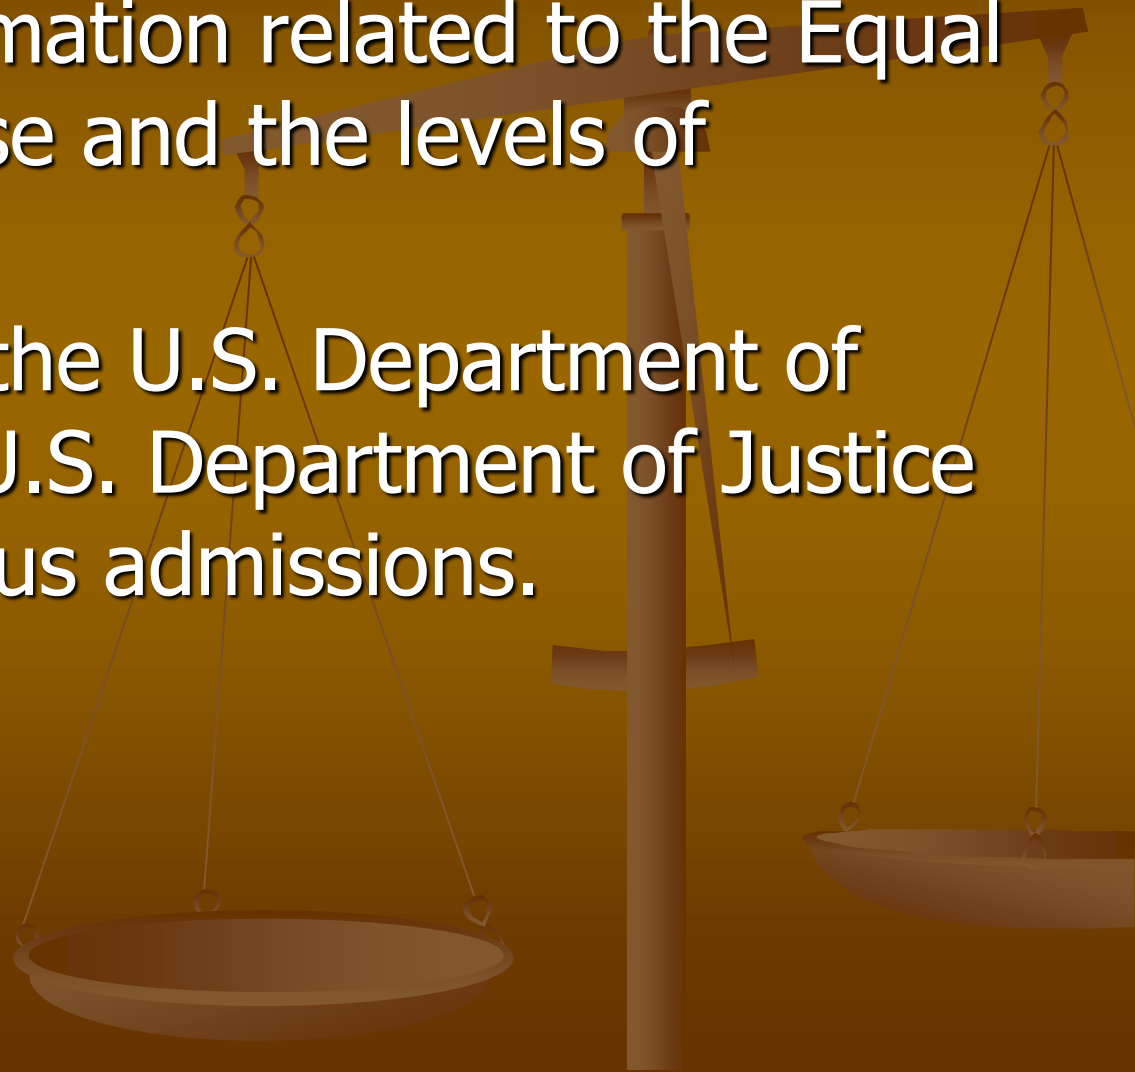 mation related to the Equal
se and the levels of
the U.S. Department of
U.S. Department of Justice
us admissions.